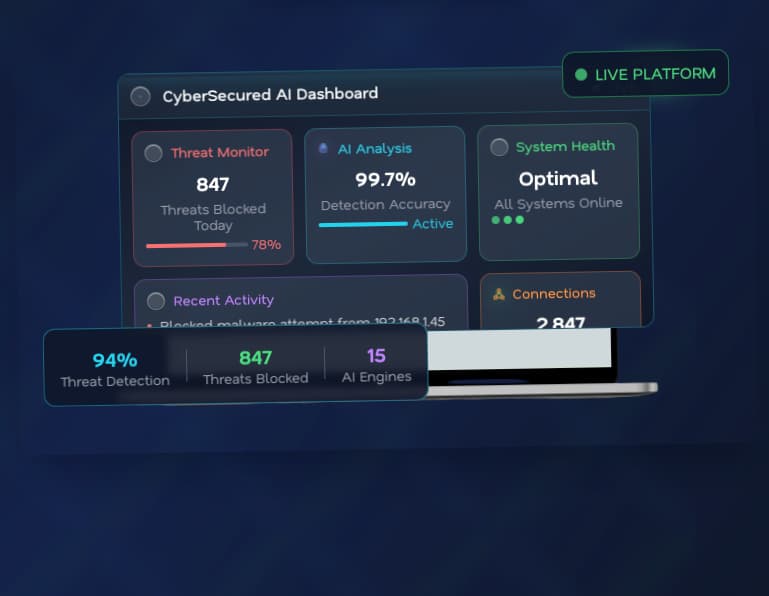 LIVE PLATFORM
CyberSecured AI Dashboard
Threat Monitor
847
Threats Blocked
Today
78%
AI Analysis
99.7%
Detection Accuracy
Active
System Health
Optimal
All Systems Online
Recent Activity
Blocked malware attempt from 192.168.1.45
Connections
2,847
94%
Threat Detection
847
Threats Blocked
15
AI Engines